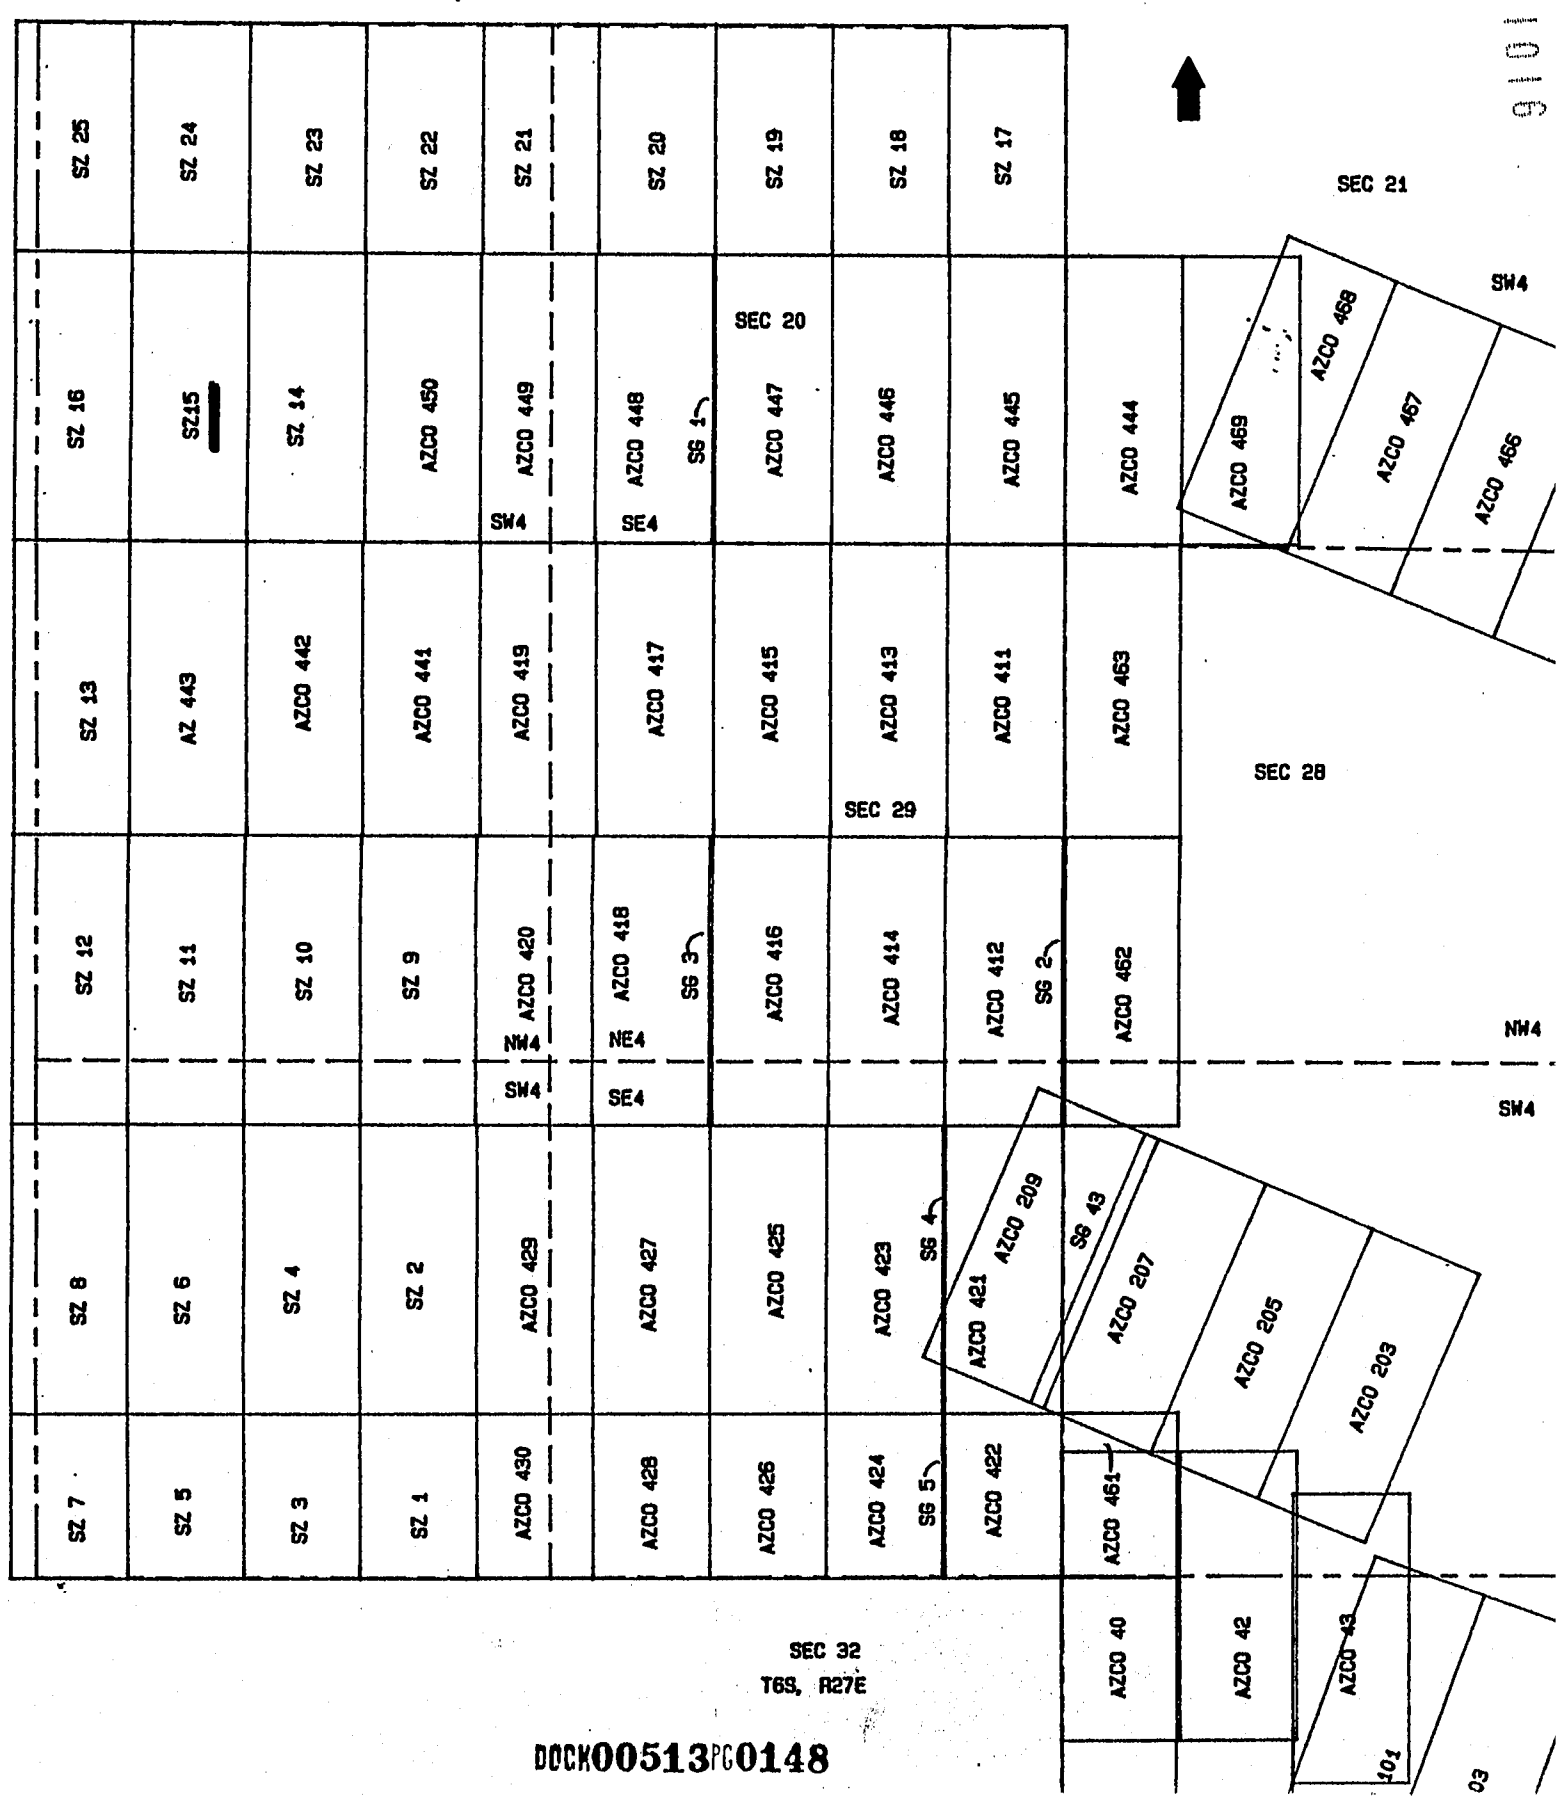 91016
SZ 25
SZ 24
SZ 23
SZ 22
SZ 21
SZ 20
SZ 19
SZ 18
SZ 17
SEC 21
SW4
SEC 20
SZ 16
SZ15
SZ 14
AZCO 450
AZCO 449
AZCO 448
SG 1
AZCO 447
AZCO 446
AZCO 445
AZCO 444
AZCO 469
AZCO 468
AZCO 467
AZCO 466
SW4
SE4
SZ 13
AZ 443
AZCO 442
AZCO 441
AZCO 419
AZCO 417
AZCO 415
AZCO 413
AZCO 411
AZCO 463
SEC 28
SEC 29
SZ 12
SZ 11
SZ 10
SZ 9
AZCO 420
AZCO 418
SG 3
AZCO 416
AZCO 414
AZCO 412
SG 2
AZCO 462
NW4
NE4
NW4
SW4
SE4
SW4
SZ 8
SZ 6
SZ 4
SZ 2
AZCO 429
AZCO 427
AZCO 425
AZCO 423
SG 4
AZCO 421
AZCO 209
SG 43
AZCO 207
AZCO 205
AZCO 203
SZ 7
SZ 5
SZ 3
SZ 1
AZCO 430
AZCO 428
AZCO 426
AZCO 424
SG 5
AZCO 422
AZCO 461
AZCO 40
AZCO 42
AZCO 43
SEC 32
T6S, R27E
101
03
DOCK00513PG0148